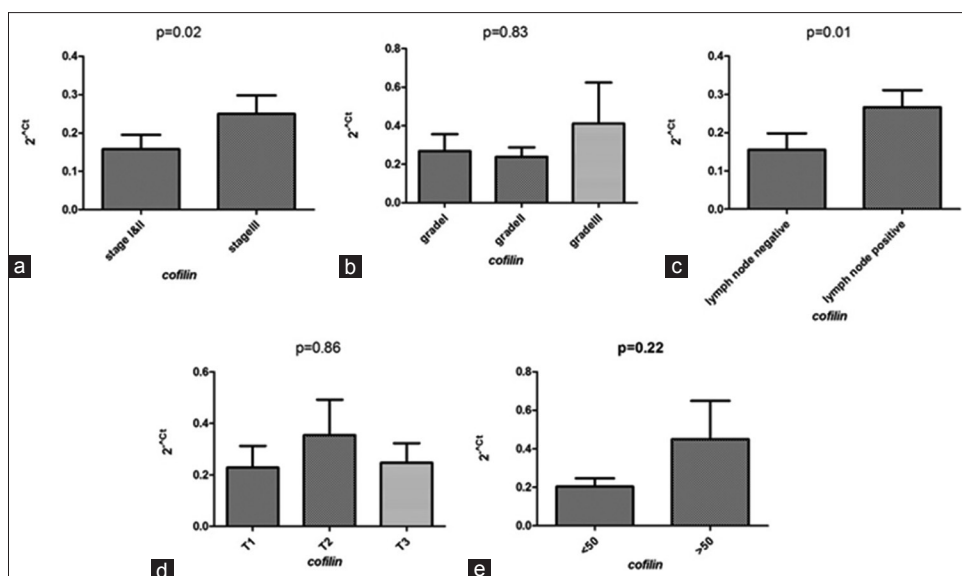 p=0.02
0.4
0.3
0.2
0.1
0.0
2-^Ct
stage I&II
stageIII
cofilin
a
p=0.83
0.8
0.6
0.4
0.2
0.0
2-^Ct
gradeI
gradeII
gradeIII
cofilin
b
p=0.01
0.4
0.3
0.2
0.1
0.0
2-^Ct
lymph node negative
lymph node positive
cofilin
c
p=0.86
0.6
0.4
0.2
0.0
2-^Ct
T1
T2
T3
cofilin
d
p=0.22
0.8
0.6
0.4
0.2
0.0
2-^Ct
<50
>50
cofilin
e